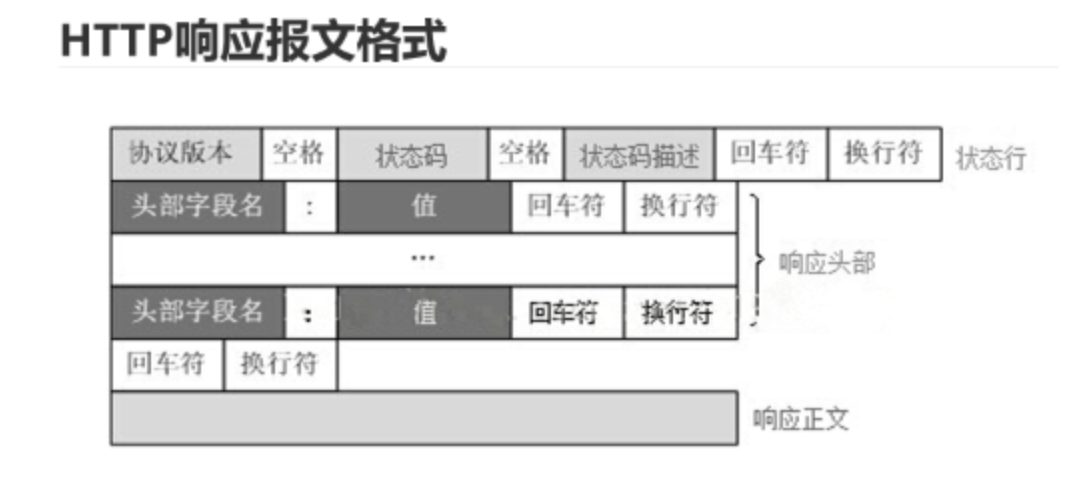 HTTP响应报文格式
协议版本 空格 状态码 空格 状态码描述 回车符 换行符 状态行
头部字段名 : 值 回车符 换行符
...
响应头部
头部字段名 : 值 回车符 换行符
回车符 换行符
响应正文